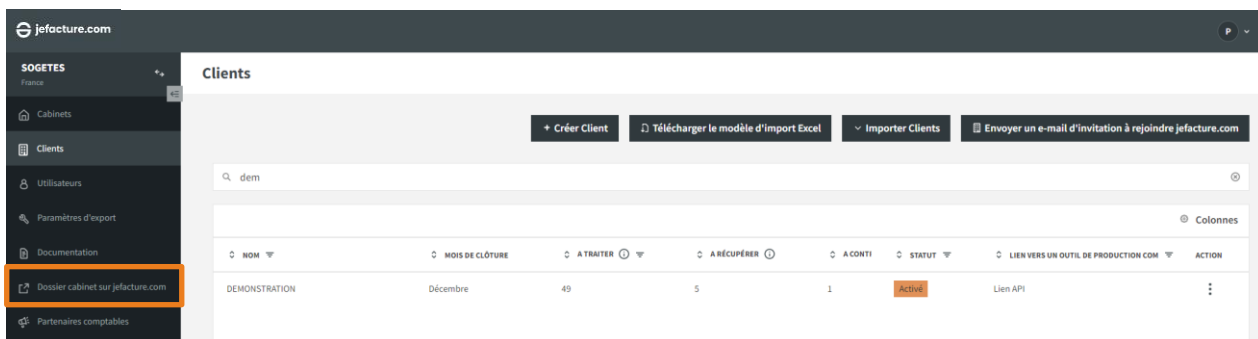 jefacture.com
P
SOGETES
France
Clients
Cabinets
Clients
Utilisateurs
Paramètres d'export
Documentation
Dossier cabinet sur jefacture.com
Partenaires comptables
+ Créer Client
Télécharger le modèle d'import Excel
Importer Clients
Envoyer un e-mail d'invitation à rejoindre jefacture.com
dem
Colonnes
NOM
MOIS DE CLÔTURE
A TRAITER
A RÉCUPÉRER
A CONTI
STATUT
LIEN VERS UN OUTIL DE PRODUCTION COM
ACTION
DEMONSTRATION
Décembre
49
5
1
Activé
Lien API